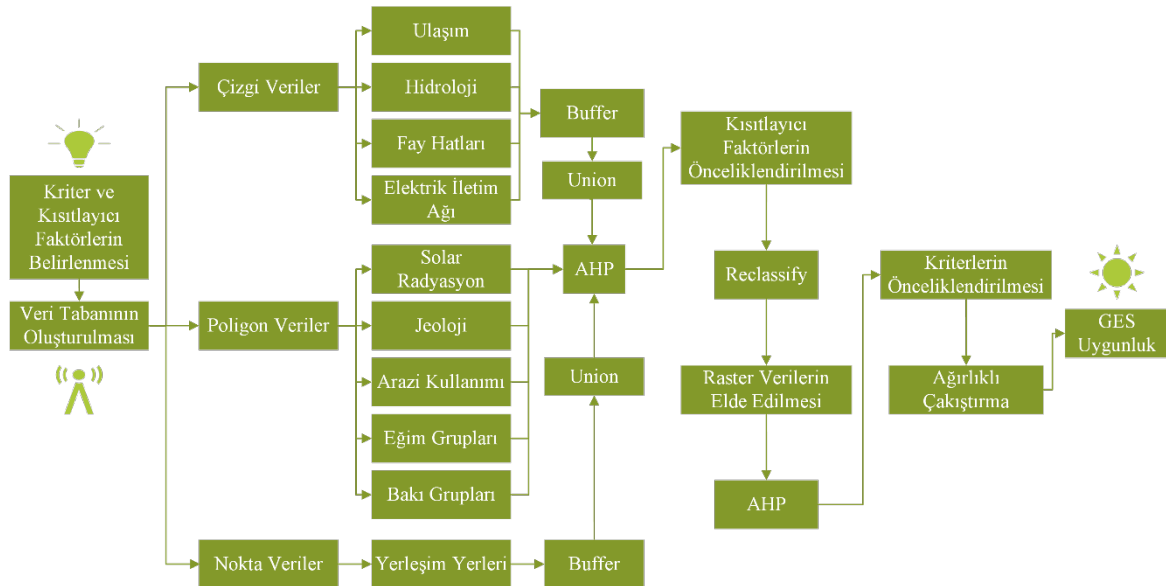 Kriter ve
Kısıtlayıcı
Faktörlerin
Belirlenmesi
Veri Tabanının
Oluşturulması
Çizgi Veriler
Poligon Veriler
Nokta Veriler
Ulaşım
Hidroloji
Fay Hatları
Elektrik İletim
Ağı
Solar
Radyasyon
Jeoloji
Arazi Kullanımı
Eğim Grupları
Bakı Grupları
Yerleşim Yerleri
Buffer
Union
AHP
Union
Buffer
Kısıtlayıcı
Faktörlerin
Önceliklendirilmesi
Reclassify
Raster Verilerin
Elde Edilmesi
AHP
Kriterlerin
Önceliklendirilmesi
Ağırlıklı
Çakıştırma
GES
Uygunluk